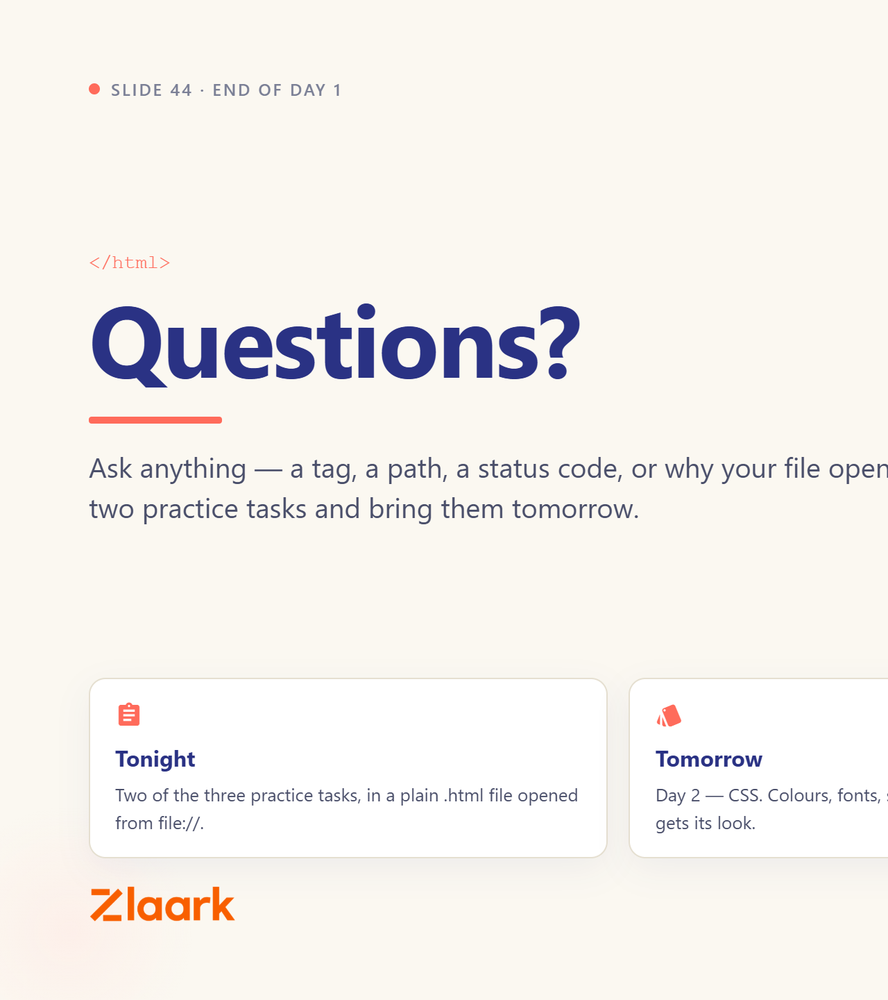 SLIDE 44 · END OF DAY 1
</html>
Questions?
Ask anything — a tag, a path, a status code, or why your file open
two practice tasks and bring them tomorrow.
Tonight
Two of the three practice tasks, in a plain .html file opened
from file://.
Tomorrow
Day 2 — CSS. Colours, fonts,
gets its look.
Zlaark